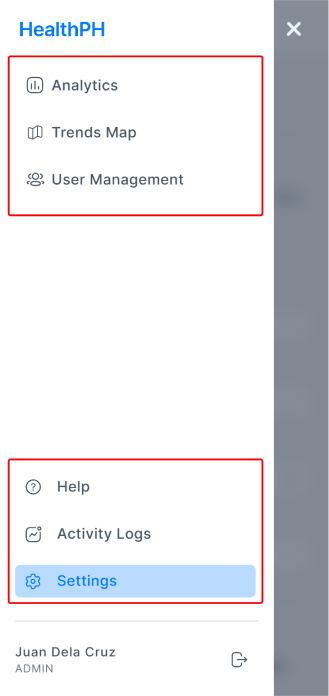 HealthPH
Analytics
Trends Map
User Management
Help
Activity Logs
Settings
Juan Dela Cruz
ADMIN